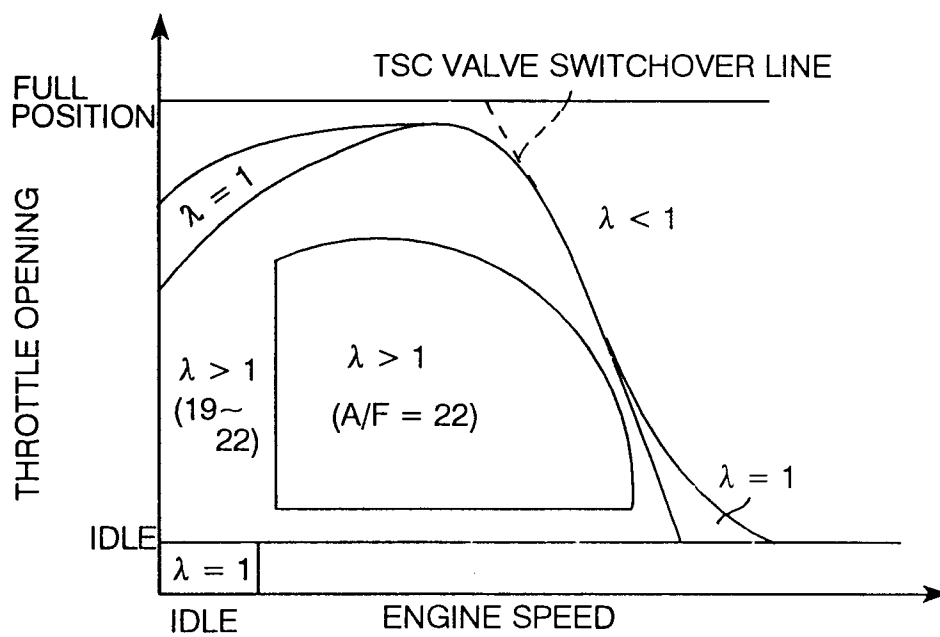 TSC VALVE SWITCHOVER LINE
FULL
POSITION
THROTTLE OPENING
λ = 1
λ < 1
λ > 1
(19~
22)
λ > 1
(A/F = 22)
λ = 1
IDLE
λ = 1
IDLE
ENGINE SPEED